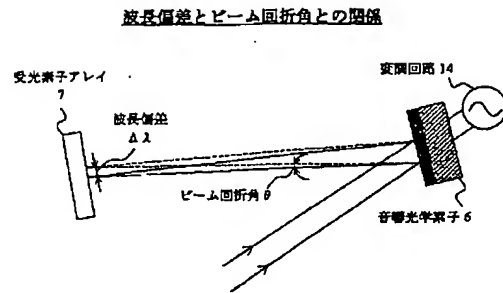 波長偏差とビーム回折角との関係
変調回路 14
受光素子アレイ
7
波長偏差
Δλ
ビーム回折角 θ
音響光学素子 6